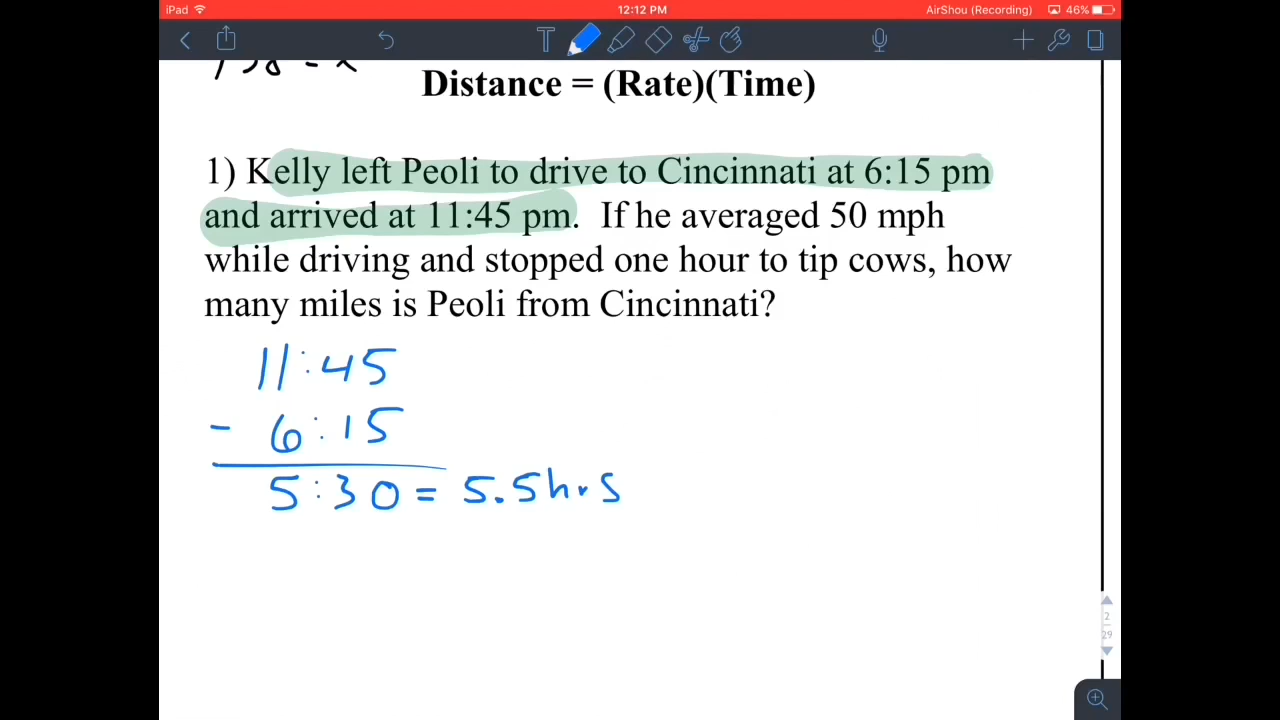 iPad 12:12 PM AirShou (Recording) 46%
Distance = (Rate)(Time)
1) Kelly left Peoli to drive to Cincinnati at 6:15 pm
and arrived at 11:45 pm. If he averaged 50 mph
while driving and stopped one hour to tip cows, how
many miles is Peoli from Cincinnati?
11:45
- 6:15
5:30 = 5.5hrs
2
29